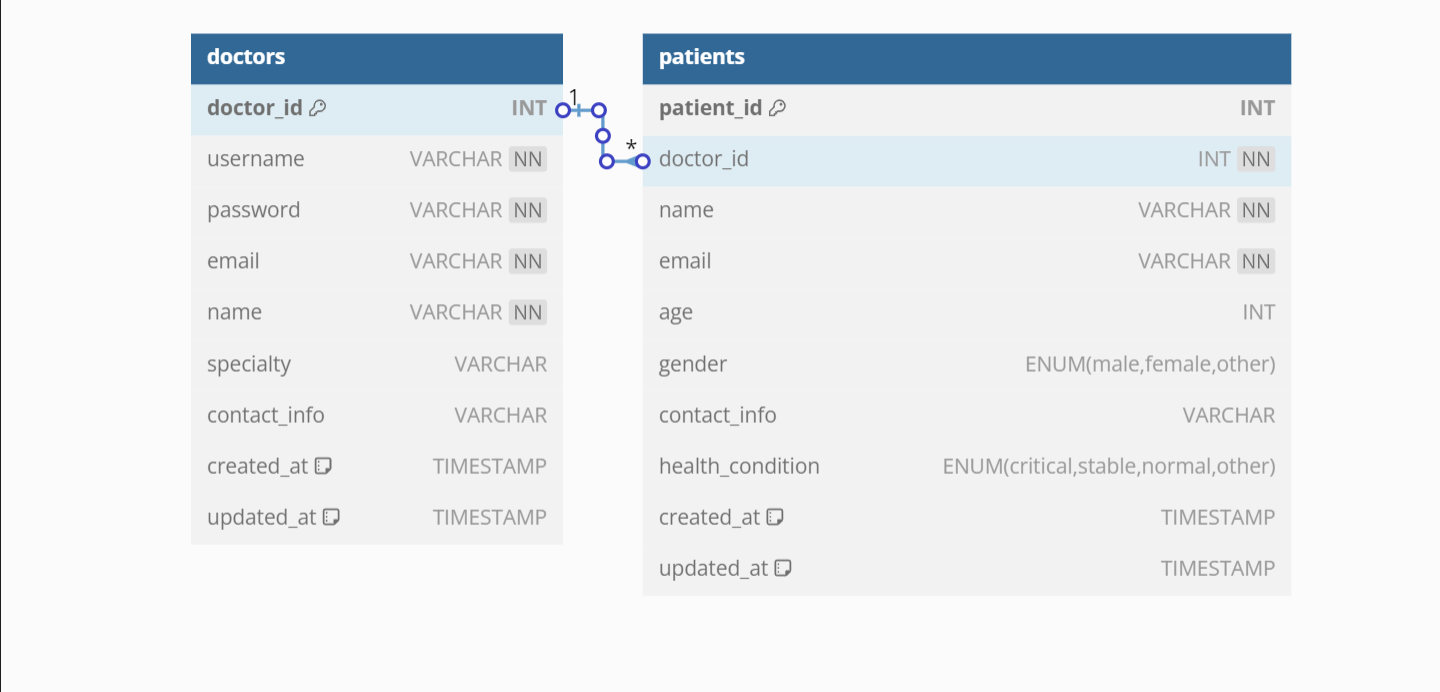 doctors
doctor_id INT
username VARCHAR NN
password VARCHAR NN
email VARCHAR NN
name VARCHAR NN
specialty VARCHAR
contact_info VARCHAR
created_at TIMESTAMP
updated_at TIMESTAMP
1
*
patients
patient_id INT
doctor_id INT NN
name VARCHAR NN
email VARCHAR NN
age INT
gender ENUM(male,female,other)
contact_info VARCHAR
health_condition ENUM(critical,stable,normal,other)
created_at TIMESTAMP
updated_at TIMESTAMP